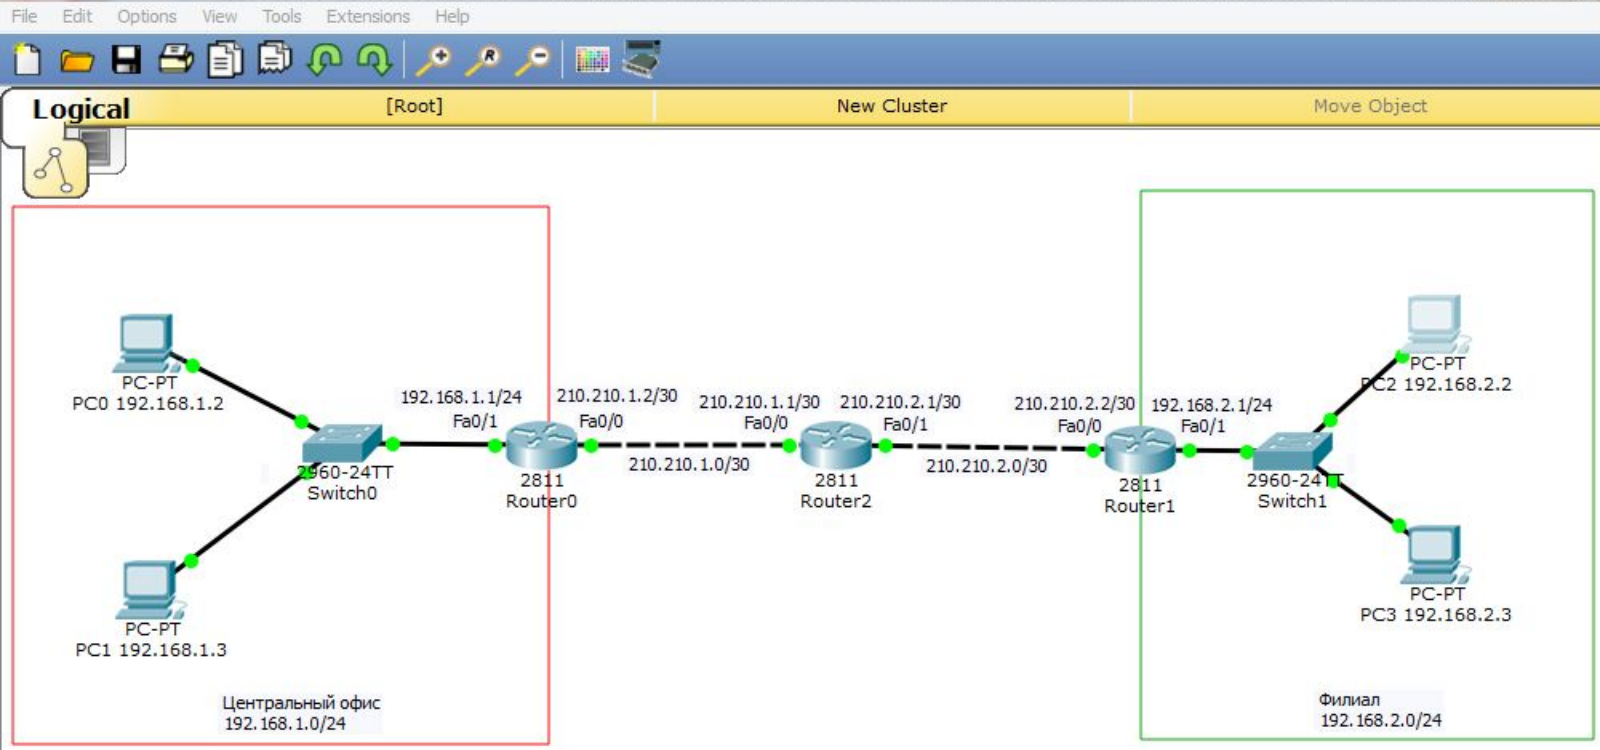 File Edit Options View Tools Extensions Help
Logical
[Root]
New Cluster
Move Object
PC-PT
PC0 192.168.1.2
PC-PT
PC1 192.168.1.3
2960-24TT
Switch0
192.168.1.1/24
Fa0/1
2811
Router0
210.210.1.2/30
Fa0/0
210.210.1.0/30
210.210.1.1/30
Fa0/0
2811
Router2
210.210.2.1/30
Fa0/1
210.210.2.0/30
210.210.2.2/30
Fa0/0
2811
Router1
192.168.2.1/24
Fa0/1
2960-24TT
Switch1
PC-PT
PC2 192.168.2.2
PC-PT
PC3 192.168.2.3
Центральный офис
192.168.1.0/24
Филиал
192.168.2.0/24